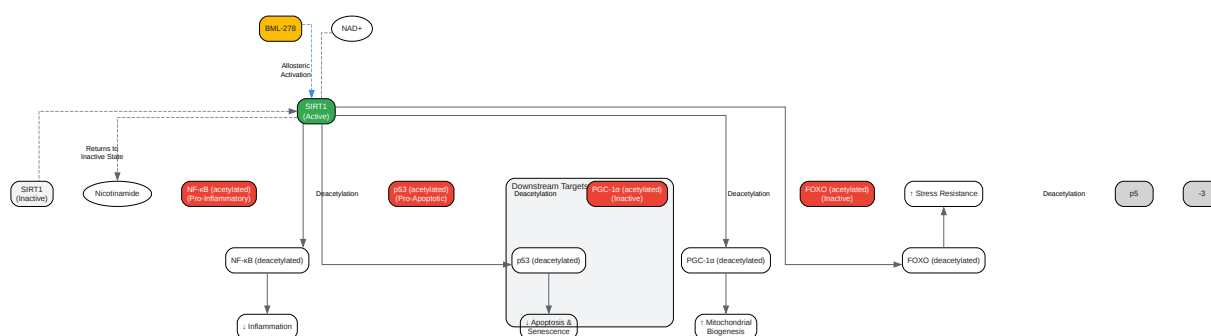 BML-278
NAD+
Allosteric
Activation
SIRT1
(Active)
Returns to
Inactive State
SIRT1
(Inactive)
Nicotinamide
NF-κB (acetylated)
(Pro-Inflammatory)
Deacetylation
p53 (acetylated)
(Pro-Apoptotic)
Downstream Targets
Deacetylation
PGC-1α (acetylated)
(Inactive)
Deacetylation
FOXO (acetylated)
(Inactive)
↑ Stress Resistance
Deacetylation
p5
-3
NF-κB (deacetylated)
p53 (deacetylated)
PGC-1α (deacetylated)
FOXO (deacetylated)
↓ Inflammation
↓ Apoptosis &
Senescence
↑ Mitochondrial
Biogenesis